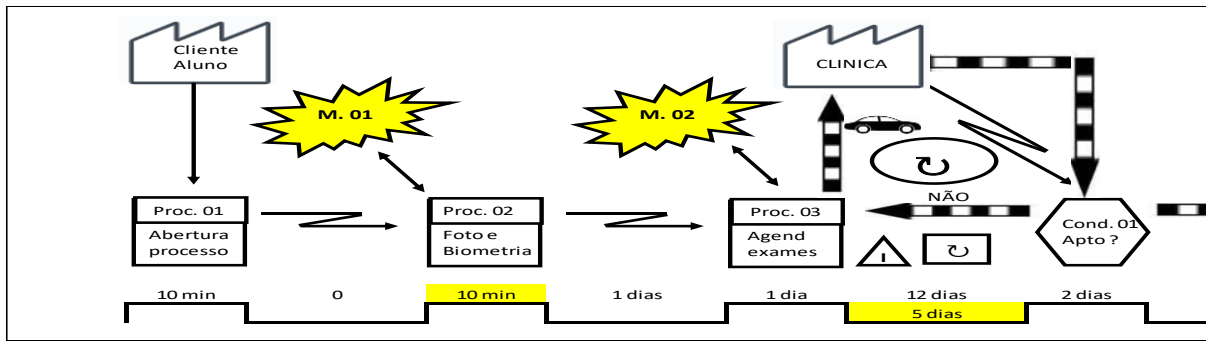 Cliente
Aluno
CLINICA
M. 01
M. 02
NÃO
Proc. 01
Abertura
processo
Proc. 02
Foto e
Biometria
Proc. 03
Agend
exames
Cond. 01
Apto ?
10 min
0
10 min
1 dias
1 dia
12 dias
2 dias
5 dias